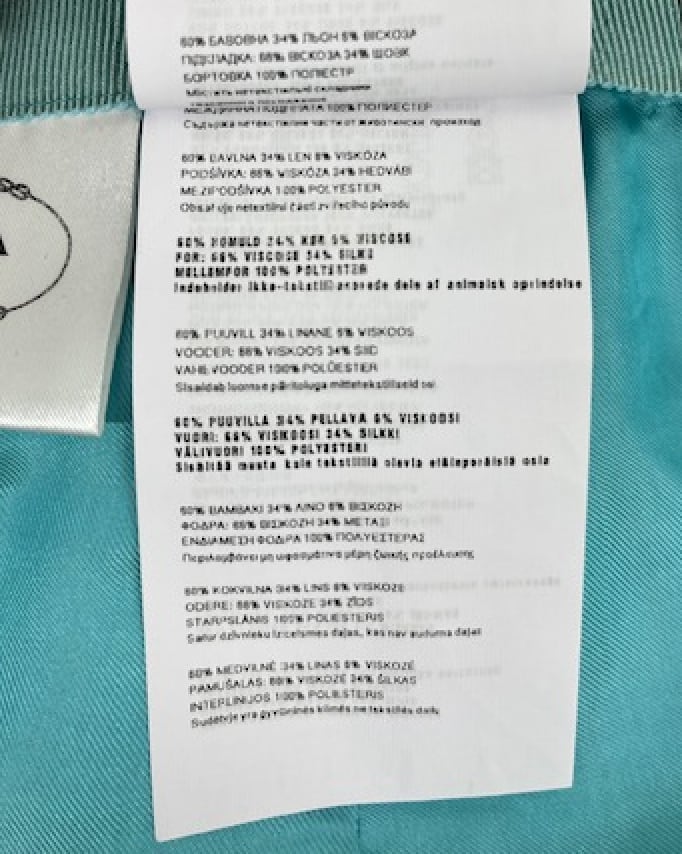 60% БАВОВНА 34% ЛЬОН 6% ВІСКОЗА
ПІДКЛАДКА: 66% ВІСКОЗА 34% ШОВК
БОРТОВКА 100% ПОЛІЕСТР
Містить нетекстильні складники
МЕЖДИННА ПОДПЛАТА 100% ПОЛИЕСТЕР
Съдържа нетекстилни части от животински произход
60% BAVLNA 34% LEN 6% VISKÓZA
PODŠÍVKA: 66% VISKÓZA 34% HEDVÁBÍ
MEZIPODŠÍVKA 100% POLYESTER
Obsahuje netextilní části zvířecího původu
60% BOMULD 34% HØR 6% VISCOSE
FOR: 66% VISCOSE 34% SILKE
MELLEMFOR 100% POLYESTER
Indeholder ikke-tekstilbaserede dele af animalsk oprindelse
60% PUUVILL 34% LINANE 6% VISKOOS
VOODER: 66% VISKOOS 34% SIID
VAHEVOODER 100% POLÜESTER
Sisaldab loomse päritoluga mittetekstiilseid osi
60% PUUVILLA 34% PELLAVA 6% VISKOOSI
VUORI: 66% VISKOOSI 34% SILKKI
VÄLIVUORI 100% POLYESTERI
Sisältää muuta kuin tekstiiliä olevia eläinperäisiä osia
60% ΒΑΜΒΑΚΙ 34% ΛΙΝΟ 6% ΒΙΣΚΟΖΗ
ΦΟΔΡΑ: 66% ΒΙΣΚΟΖΗ 34% ΜΕΤΑΞΙ
ΕΝΔΙΑΜΕΣΗ ΦΟΔΡΑ 100% ΠΟΛΥΕΣΤΕΡΑΣ
Περιλαμβάνει μη υφασμάτινα μέρη ζωικής προέλευσης
60% KOKVILNA 34% LINS 6% VISKOZE
ODERE: 66% VISKOZE 34% ZĪDS
STARPSLĀNIS 100% POLIESTERIS
Satur dzīvnieku izcelsmes daļas, kas nav auduma daļas
60% MEDVILNĖ 34% LINAS 6% VISKOZĖ
PAMUŠALAS: 66% VISKOZĖ 34% ŠILKAS
INTERLINIJOS 100% POLIESTERIS
Sudėtyje yra gyvūninės kilmės ne tekstilės dalių